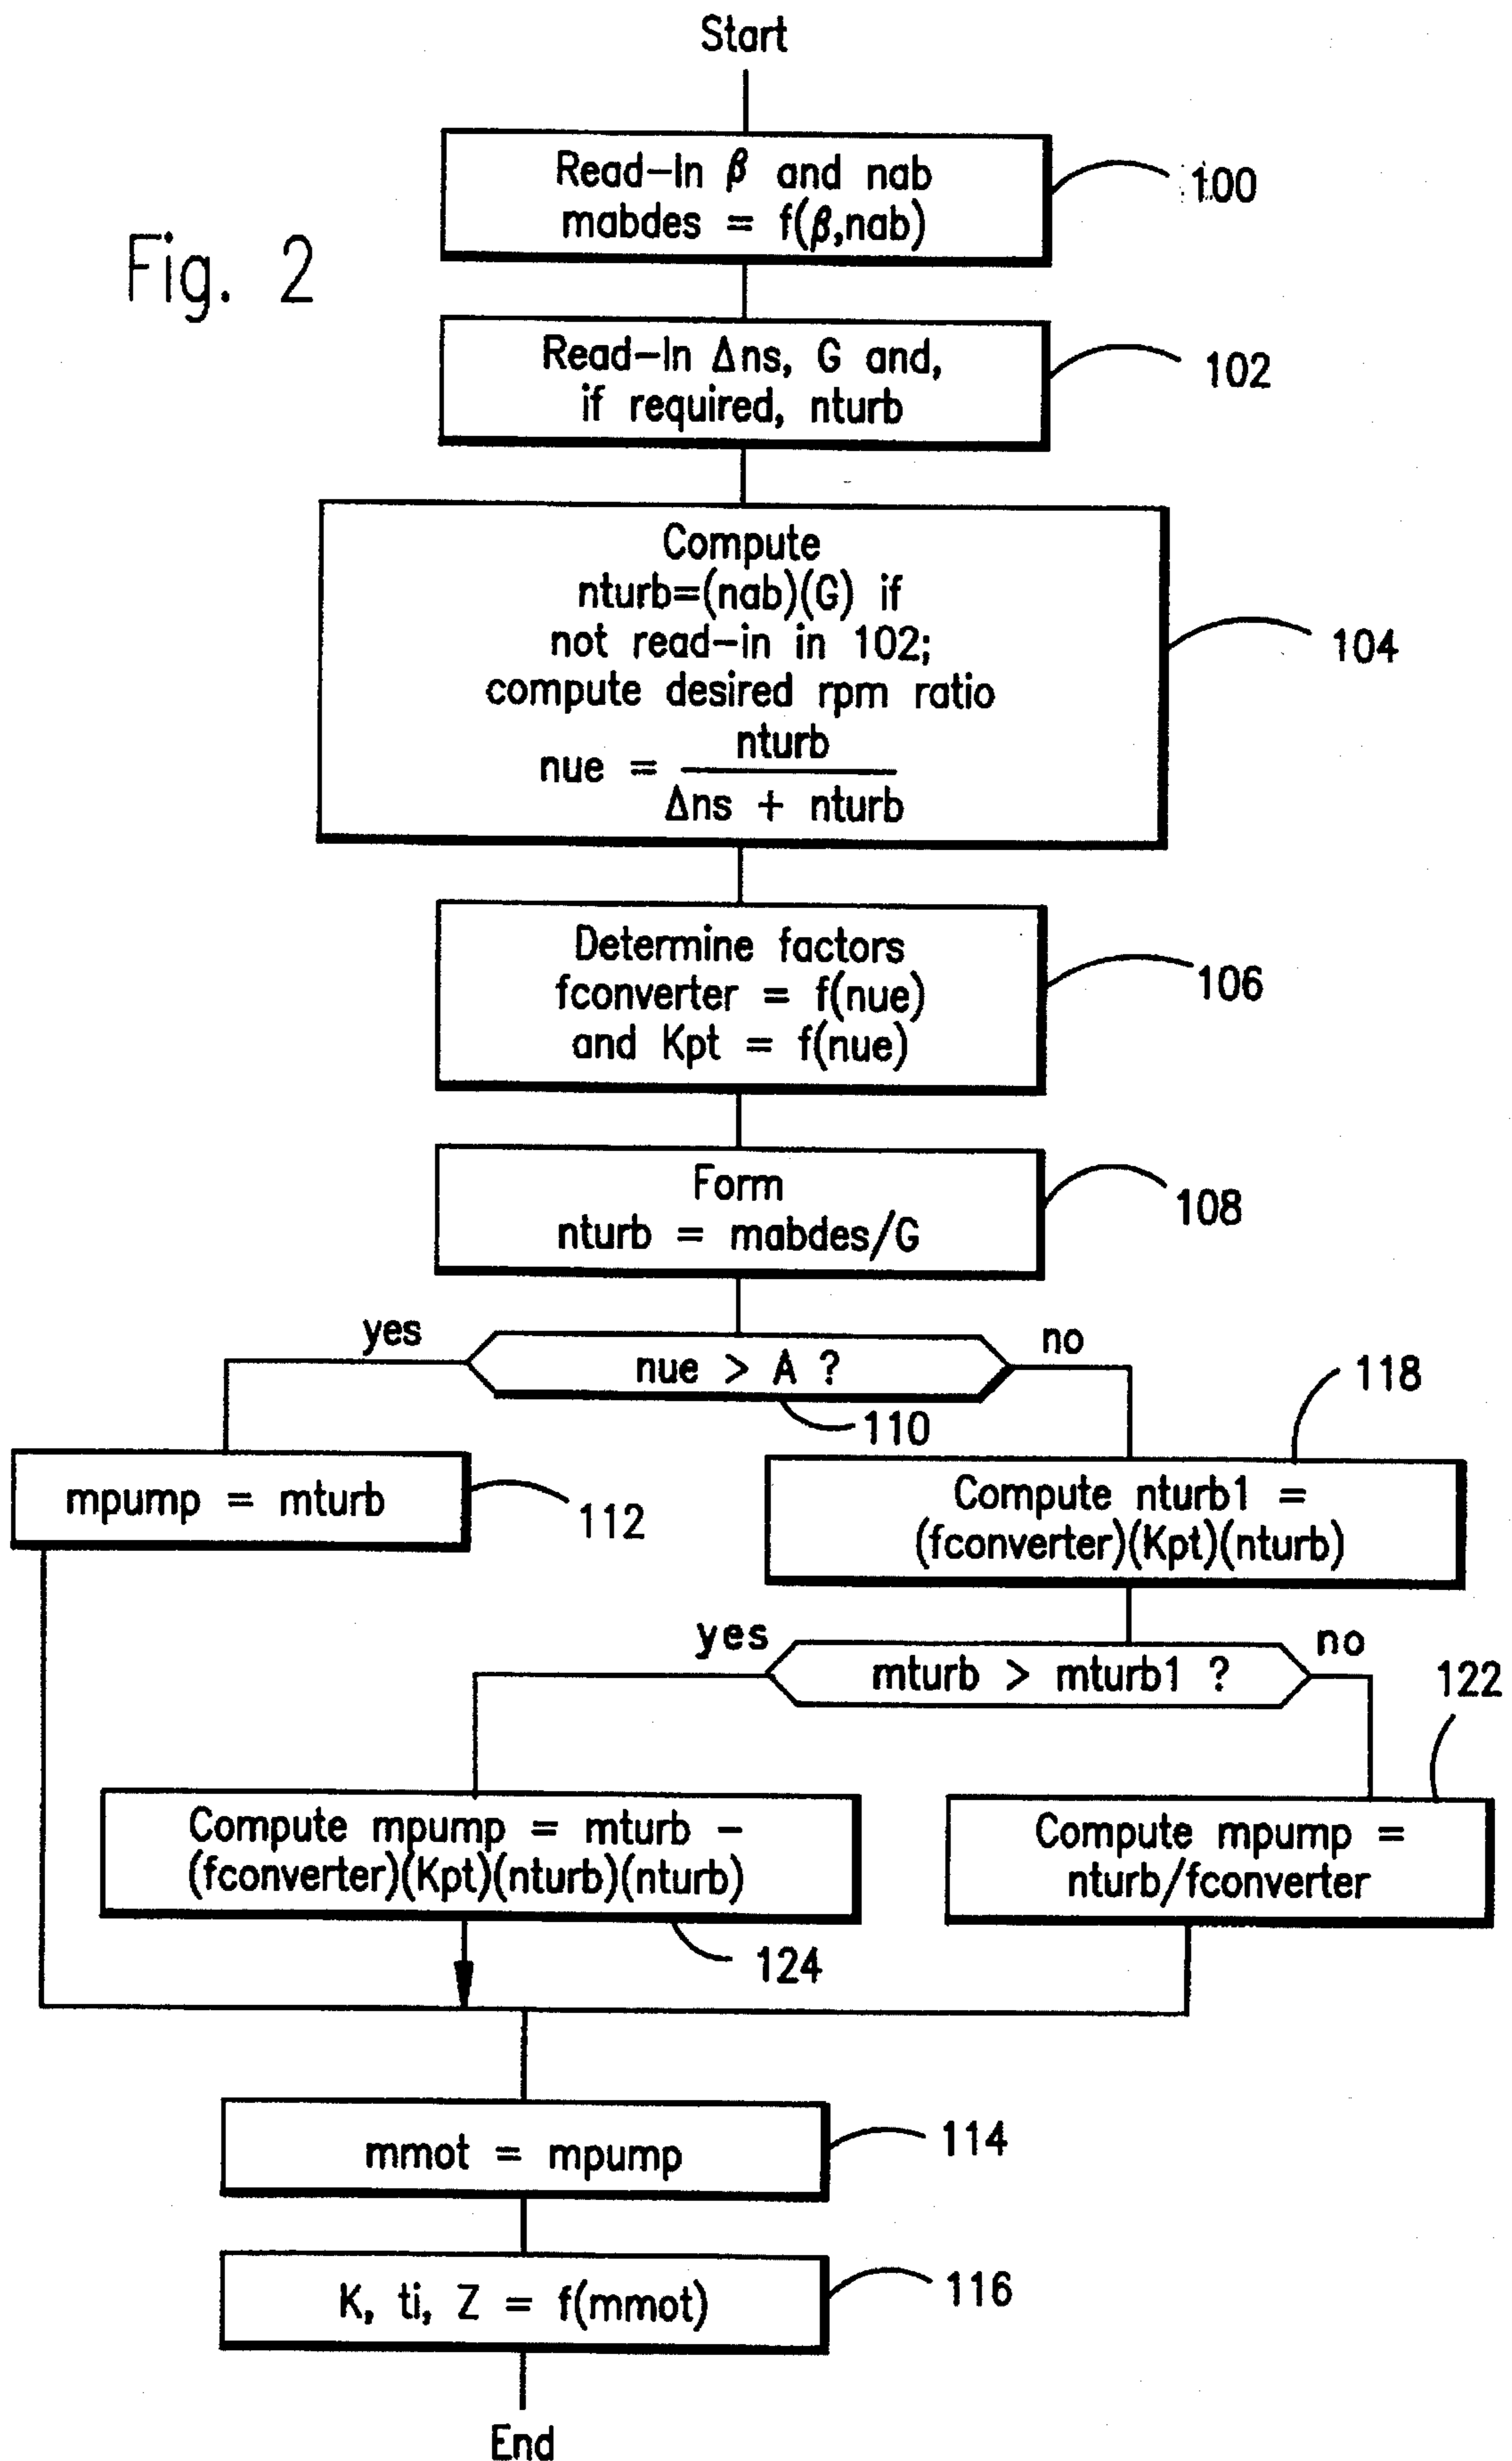 Start
Fig. 2
Read-In β and nab
mabdes = f(β,nab)
100
Read-In Δns, G and,
if required, nturb
102
Compute
nturb=(nab)(G) if
not read-in in 102;
compute desired rpm ratio
nue = nturb
Δns + nturb
104
Determine factors
fconverter = f(nue)
and Kpt = f(nue)
106
Form
nturb = mabdes/G
108
yes
nue > A ?
no
110
118
mpump = mturb
112
Compute nturb1 =
(fconverter)(Kpt)(nturb)
yes
mturb > mturb1 ?
no
122
Compute mpump = mturb –
(fconverter)(Kpt)(nturb)(nturb)
124
Compute mpump =
nturb/fconverter
mmot = mpump
114
K, ti, Z = f(mmot)
116
End